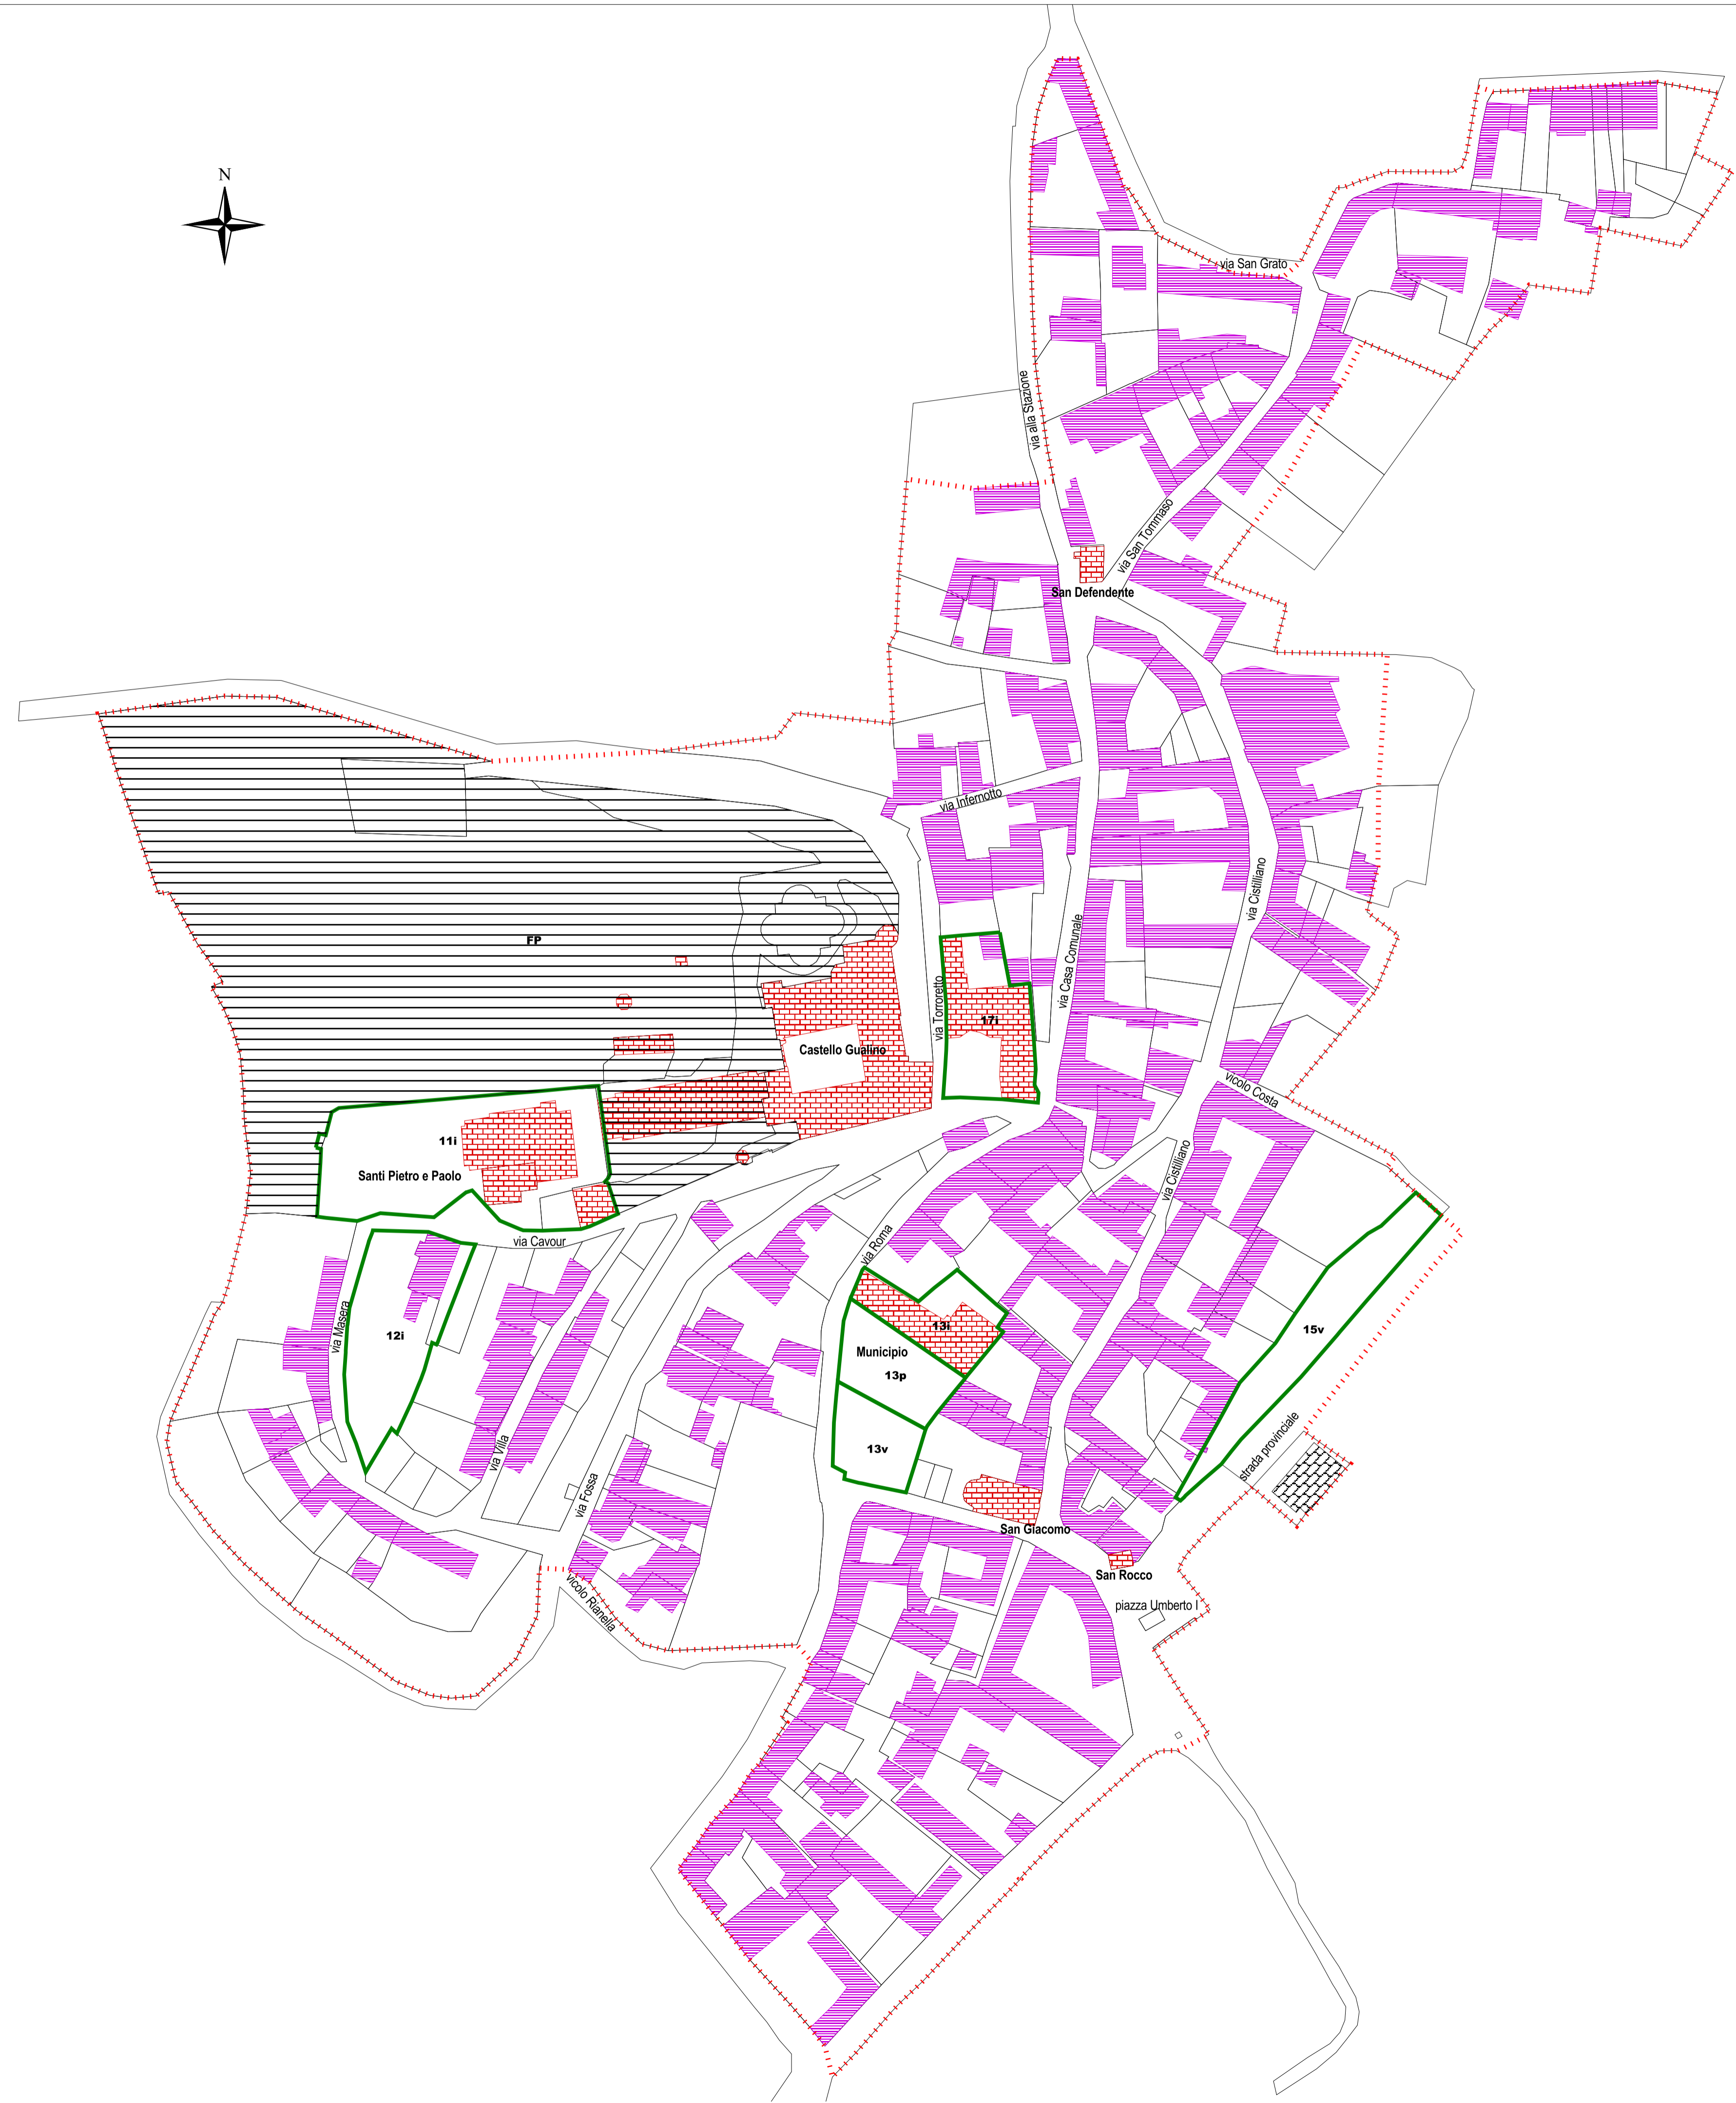 N
via San Grato
via alla Stazione
via San Tommaso
San Defendente
via Infernotto
via Cistilliano
via Casa Comunale
FP
via Torroretto
17i
Castello Gualino
vicolo Costa
11i
Santi Pietro e Paolo
via Cistilliano
via Cavour
via Roma
via Masera
12i
13i
15v
Municipio
13p
13v
via Villa
strada provinciale
via Fossa
San Giacomo
San Rocco
vicolo Rianella
piazza Umberto I